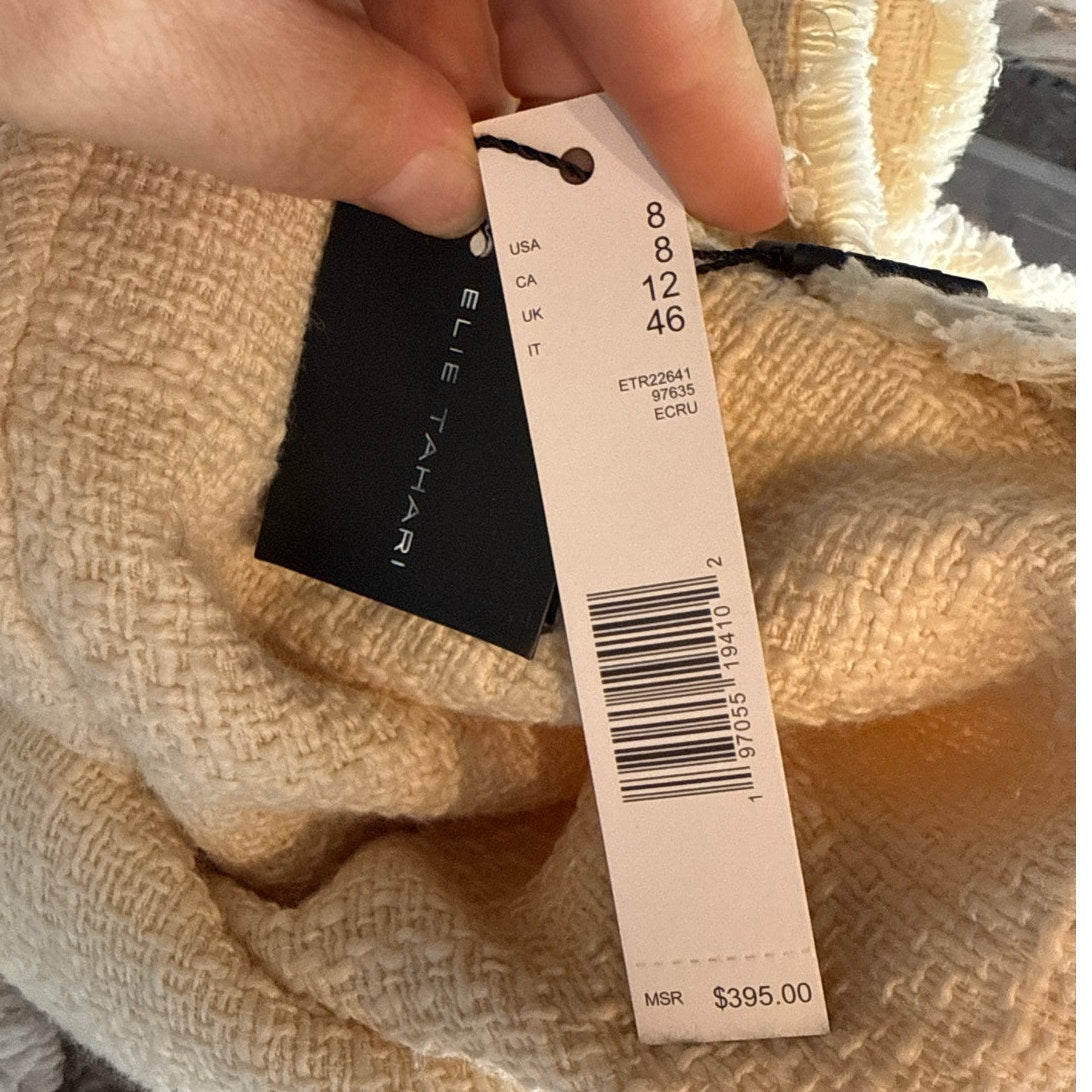 ELIE TAHARI
USA 8
CA 8
UK 12
IT 46
ETR22641
97635
ECRU
1 97055 19410 2
MSR $395.00